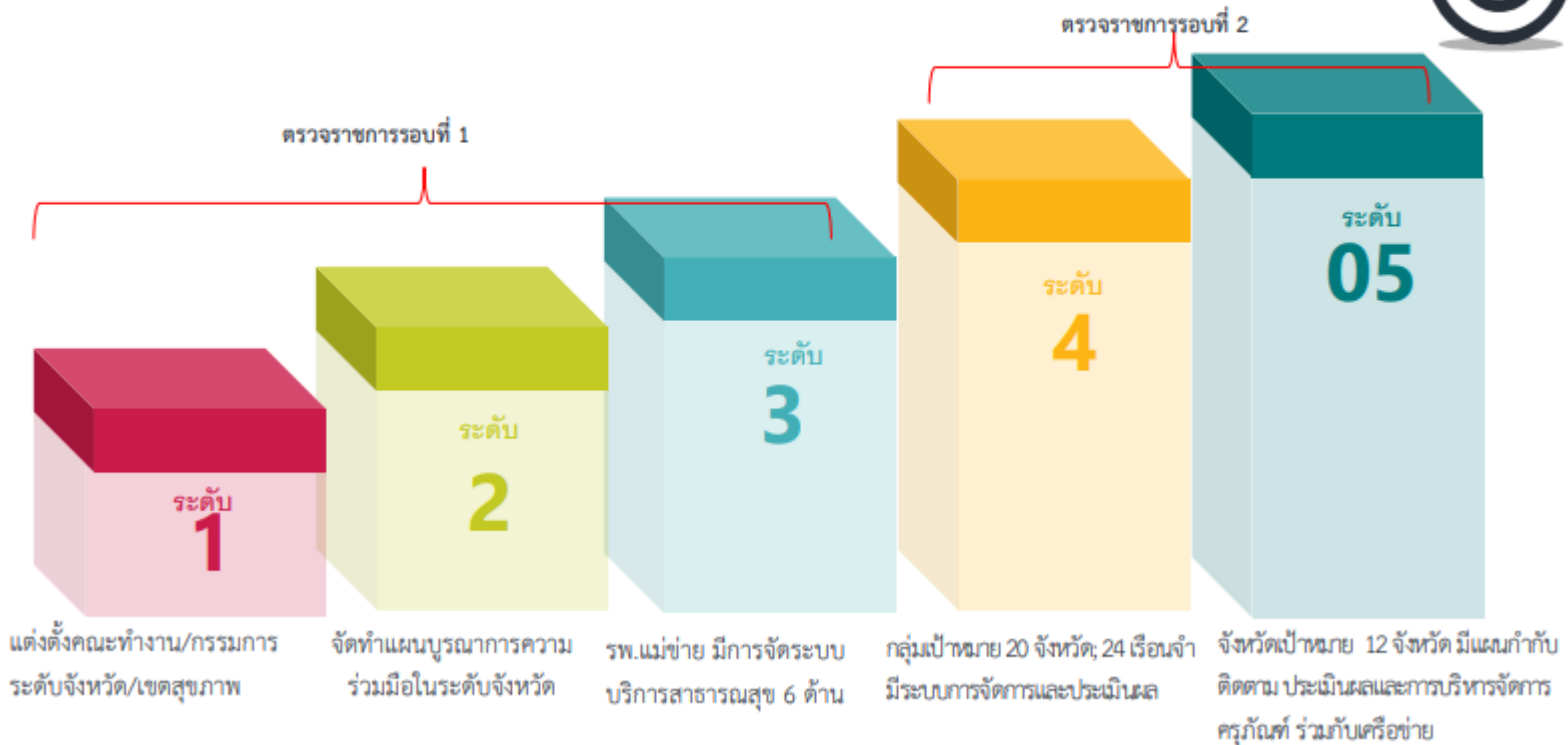 ตรวจราชการรอบที่ 2
ตรวจราชการรอบที่ 1
ระดับ
1
ระดับ
2
ระดับ
3
ระดับ
4
ระดับ
05
แต่งตั้งคณะทำงาน/กรรมการ
ระดับจังหวัด/เขตสุขภาพ
จัดทำแผนบูรณาการความ
ร่วมมือในระดับจังหวัด
รพ.แม่ข่าย มีการจัดระบบ
บริการสาธารณสุข 6 ด้าน
กลุ่มเป้าหมาย 20 จังหวัด; 24 เรือนจำ
มีระบบการจัดการและประเมินผล
จังหวัดเป้าหมาย 12 จังหวัด มีแผนกำกับ
ติดตาม ประเมินผลและการบริหารจัดการ
ครุภัณฑ์ ร่วมกับเครือข่าย